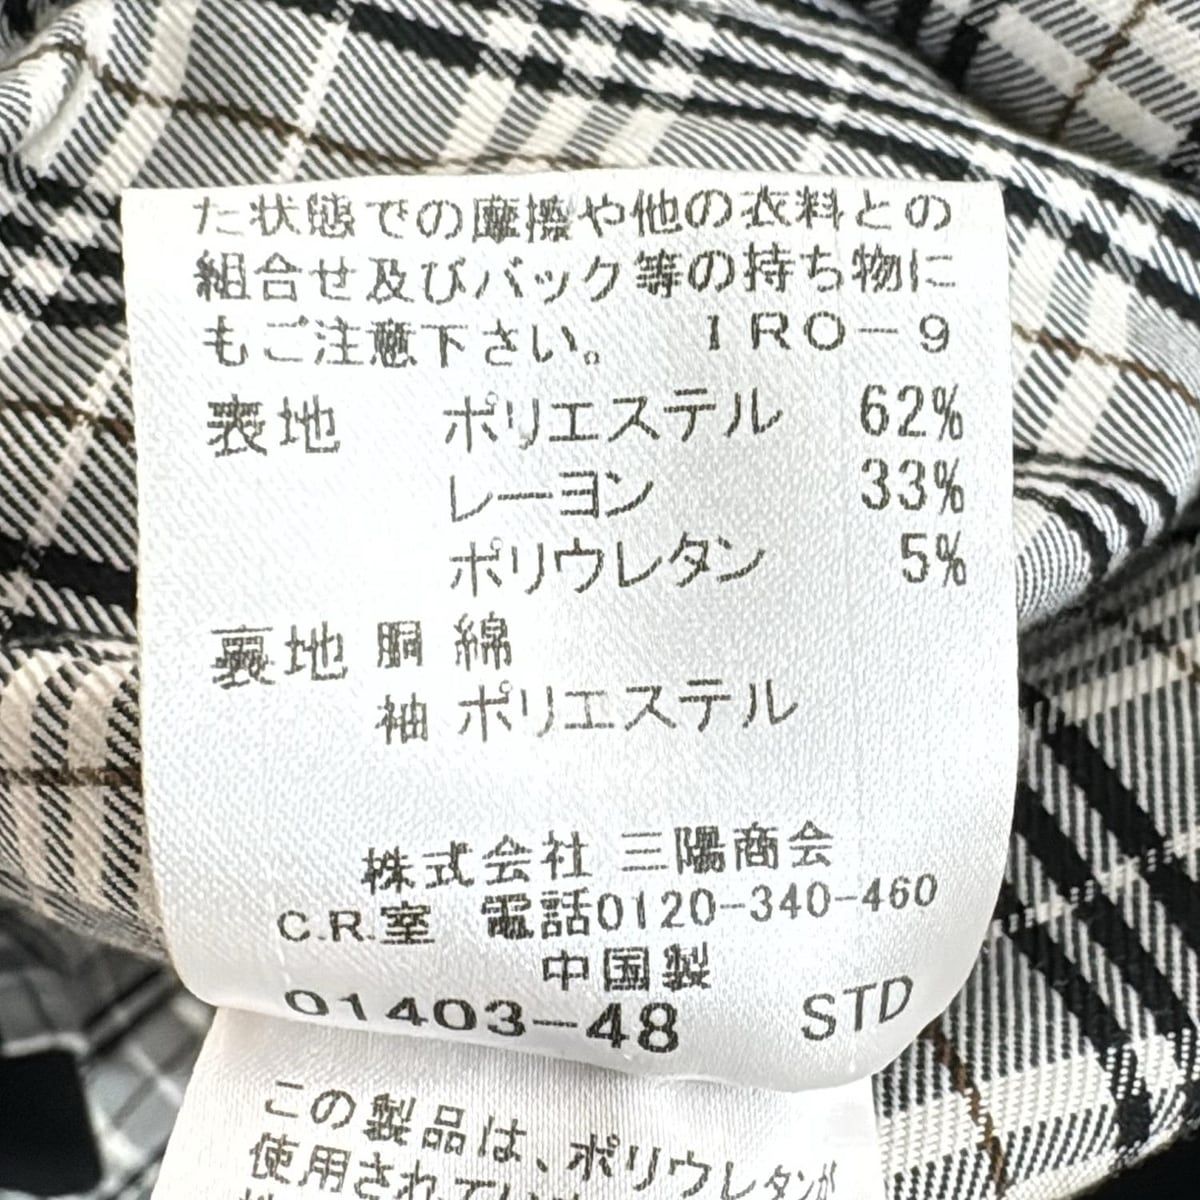 た状態での摩擦や他の衣料との
組合せ及びバック等の持ち物に
もご注意下さい。 IRO-9
表地 ポリエステル 62%
レーヨン 33%
ポリウレタン 5%
裏地 胴 綿
袖 ポリエステル
株式会社 三陽商会
C.R.室 電話0120-340-460
中国製
01403-48 STD
この製品は、ポリウレタンが
使用されてい